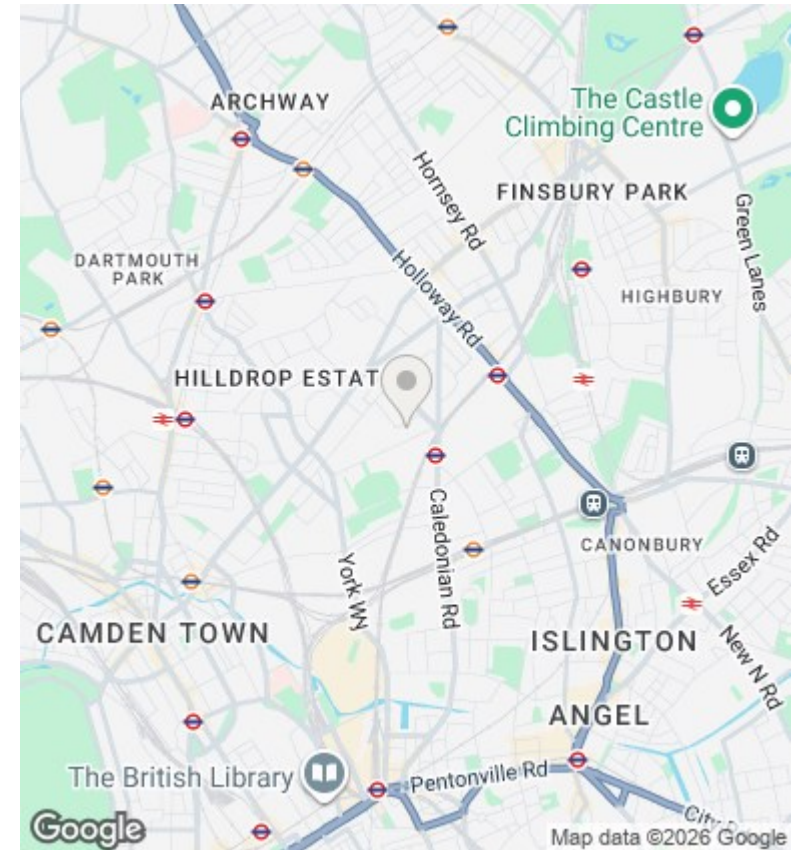 ARCHWAY
The Castle
Climbing Centre
Hornsey Rd
FINSBURY PARK
Green Lanes
DARTMOUTH
PARK
Holloway Rd
HIGHBURY
HILLDROP ESTAT
Caledonian Rd
CANONBURY
York Wy
Essex Rd
CAMDEN TOWN
ISLINGTON
New N Rd
ANGEL
The British Library
Pentonville Rd
City
Google
Map data ©2026 Google